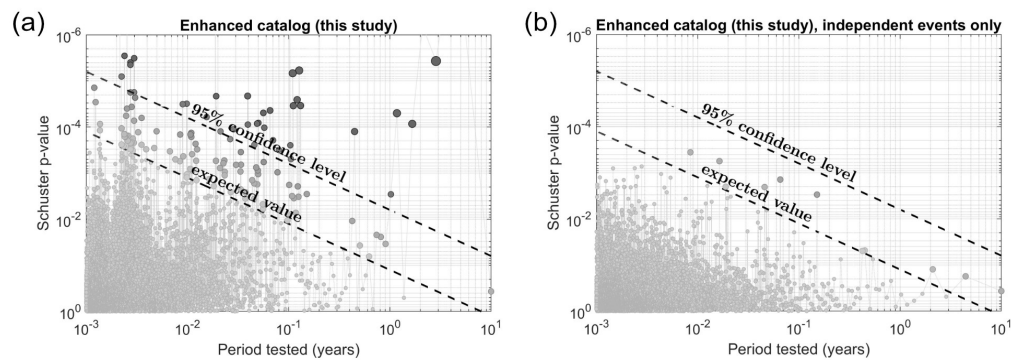 (a)
Enhanced catalog (this study)
10^-6
10^-4
10^-2
10^0
Schuster p-value
95% confidence level
expected value
10^-3
10^-2
10^-1
10^0
10^1
Period tested (years)
(b)
Enhanced catalog (this study), independent events only
10^-6
10^-4
10^-2
10^0
Schuster p-value
95% confidence level
expected value
10^-3
10^-2
10^-1
10^0
10^1
Period tested (years)